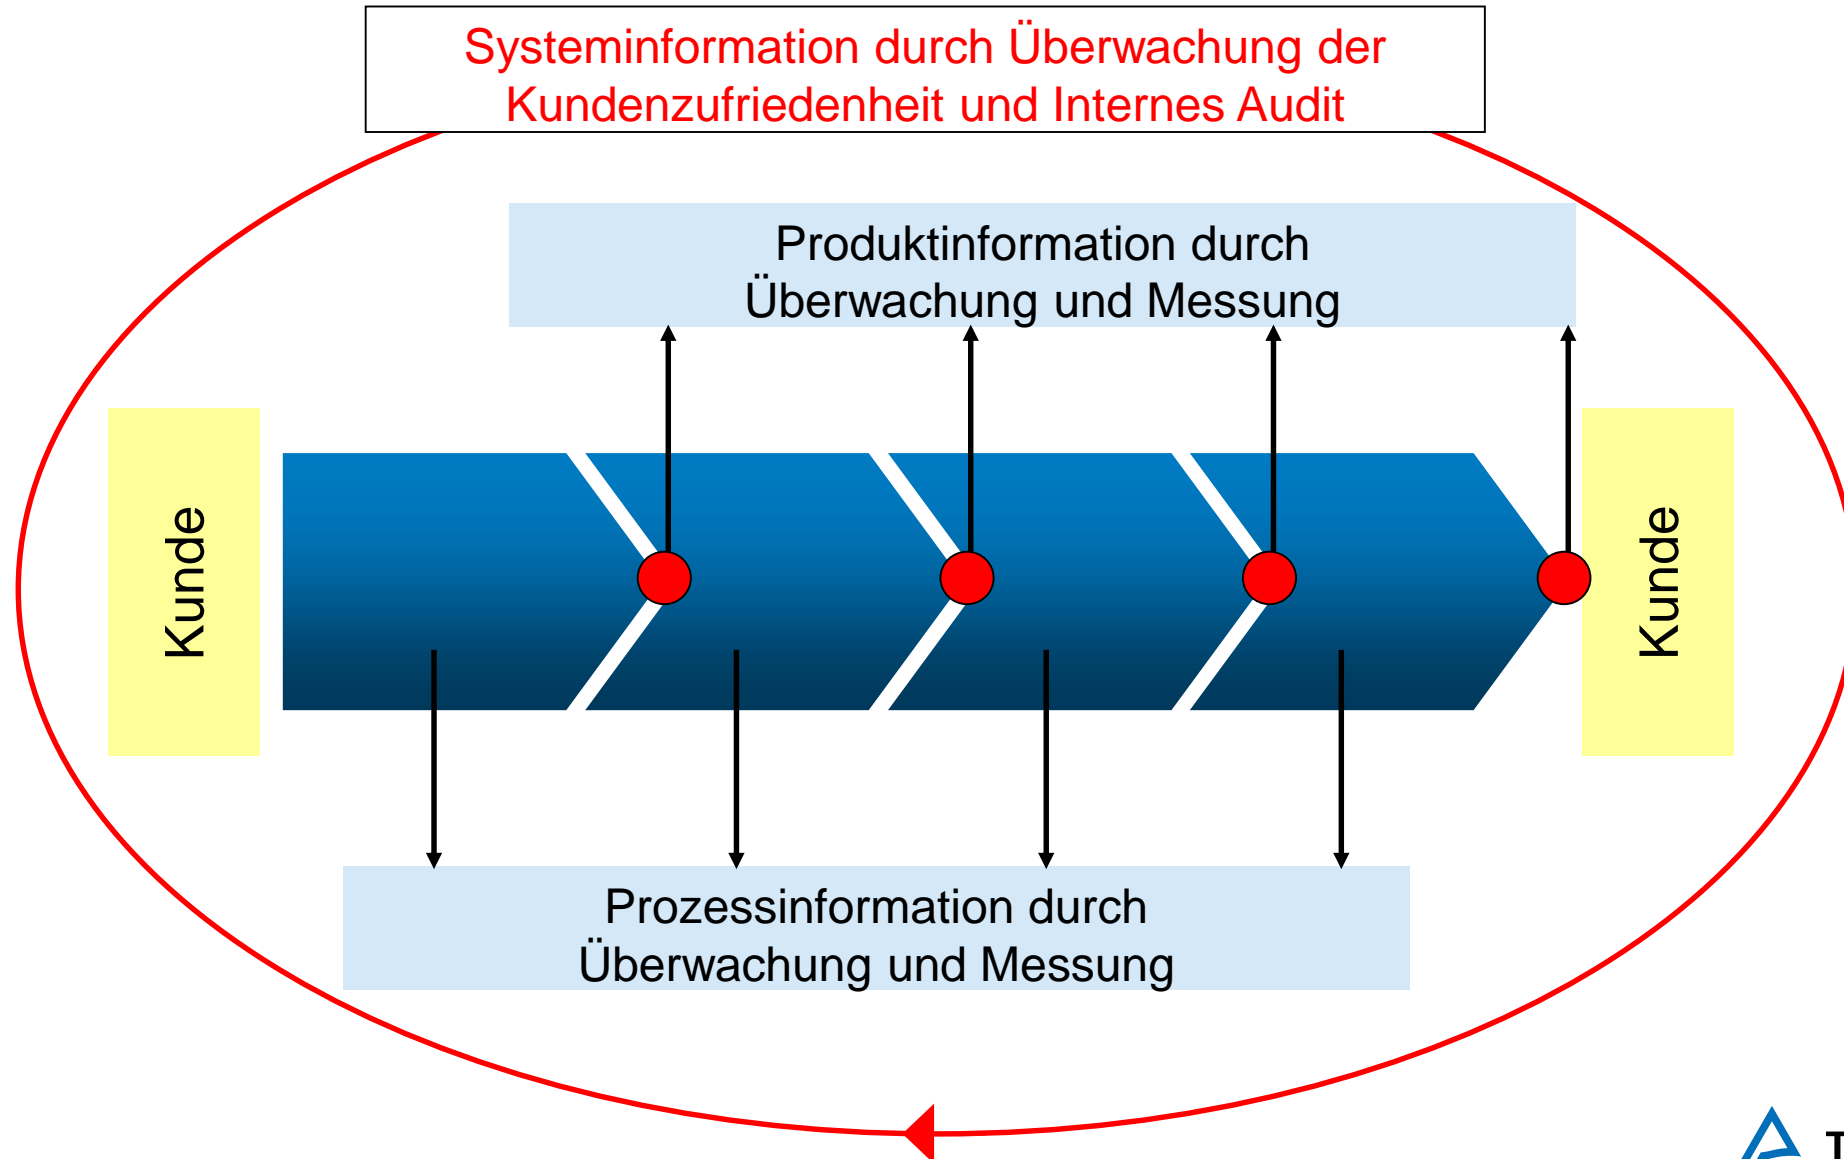 Systeminformation durch Überwachung der
Kundenzufriedenheit und Internes Audit
Produktinformation durch
Überwachung und Messung
Kunde
Kunde
Prozessinformation durch
Überwachung und Messung